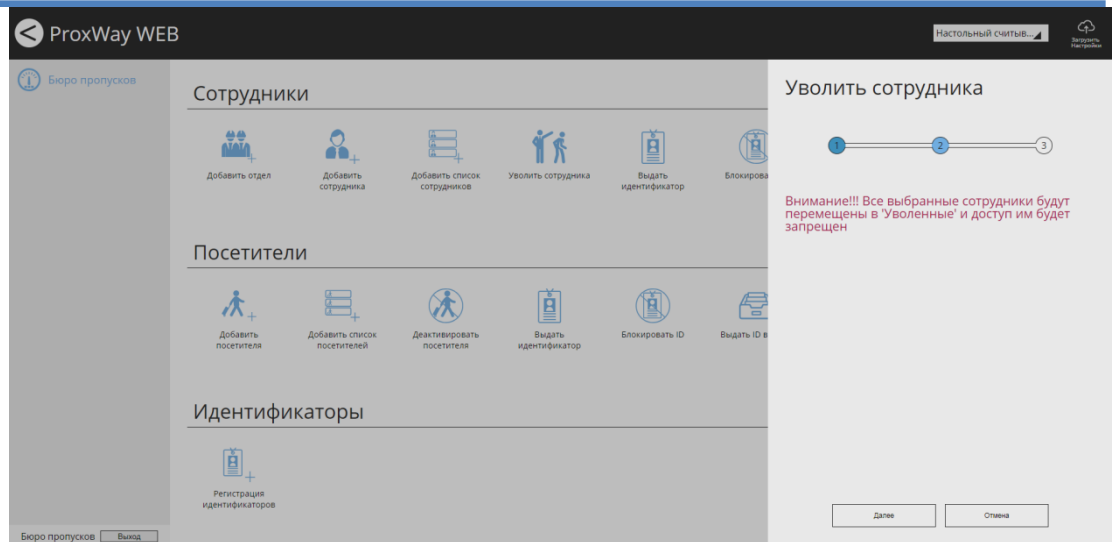 ProxWay WEB
Настольный считыв...
Загрузить
Настройки
Бюро пропусков
Сотрудники
Добавить отдел
Добавить
сотрудника
Добавить список
сотрудников
Уволить сотрудника
Выдать
идентификатор
Блокирова
Посетители
Добавить
посетителя
Добавить список
посетителей
Деактивировать
посетителя
Выдать
идентификатор
Блокировать ID
Выдать ID в
Идентификаторы
Регистрация
идентификаторов
Бюро пропусков
Выход
Уволить сотрудника
1
2
3
Внимание!!! Все выбранные сотрудники будут
перемещены в 'Уволенные' и доступ им будет
запрещен
Далее
Отмена